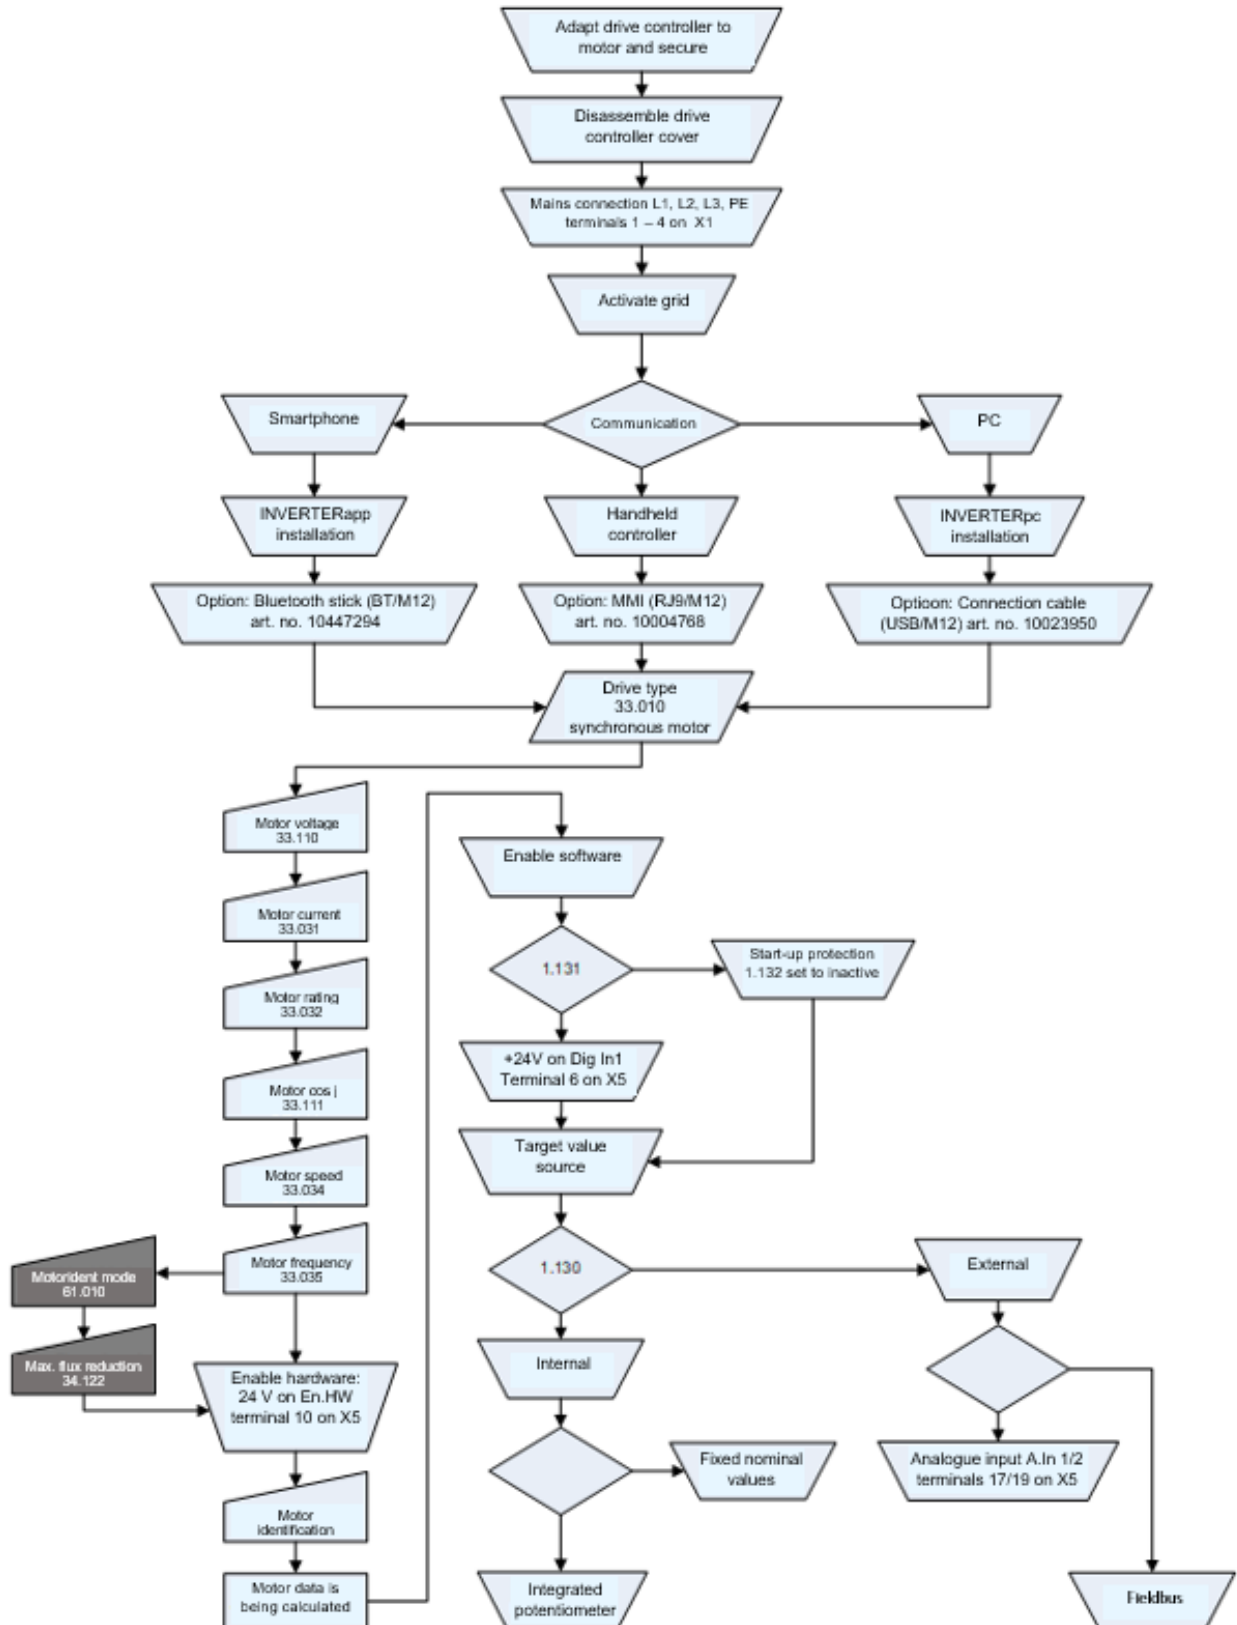 Adapt drive controller to
motor and secure
Disassemble drive
controller cover
Mains connection L1, L2, L3, PE
terminals 1 – 4 on X1
Activate grid
Smartphone
Communication
PC
INVERTERapp
installation
Handheld
controller
INVERTERpc
installation
Option: Bluetooth stick (BT/M12)
art. no. 10447294
Option: MMI (RJ9/M12)
art. no. 10004768
Optioon: Connection cable
(USB/M12) art. no. 10023950
Drive type
33.010
synchronous motor
Motor voltage
33.110
Motor current
33.031
Motor rating
33.032
Motor cos j
33.111
Motor speed
33.034
Motor frequency
33.035
Motorident mode
61.010
Max. flux reduction
34.122
Enable hardware:
24 V on En.HW
terminal 10 on X5
Motor
identification
Motor data is
being calculated
Enable software
1.131
Start-up protection
1.132 set to inactive
+24V on Dig In1
Terminal 6 on X5
Target value
source
1.130
External
Internal
Fixed nominal
values
Analogue input A.In 1/2
terminals 17/19 on X5
Integrated
potentiometer
Fieldbus